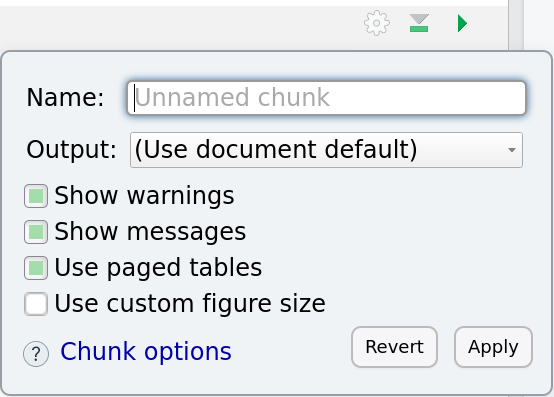 Name: Unnamed chunk
Output: (Use document default)
Show warnings
Show messages
Use paged tables
Use custom figure size
? Chunk options Revert Apply